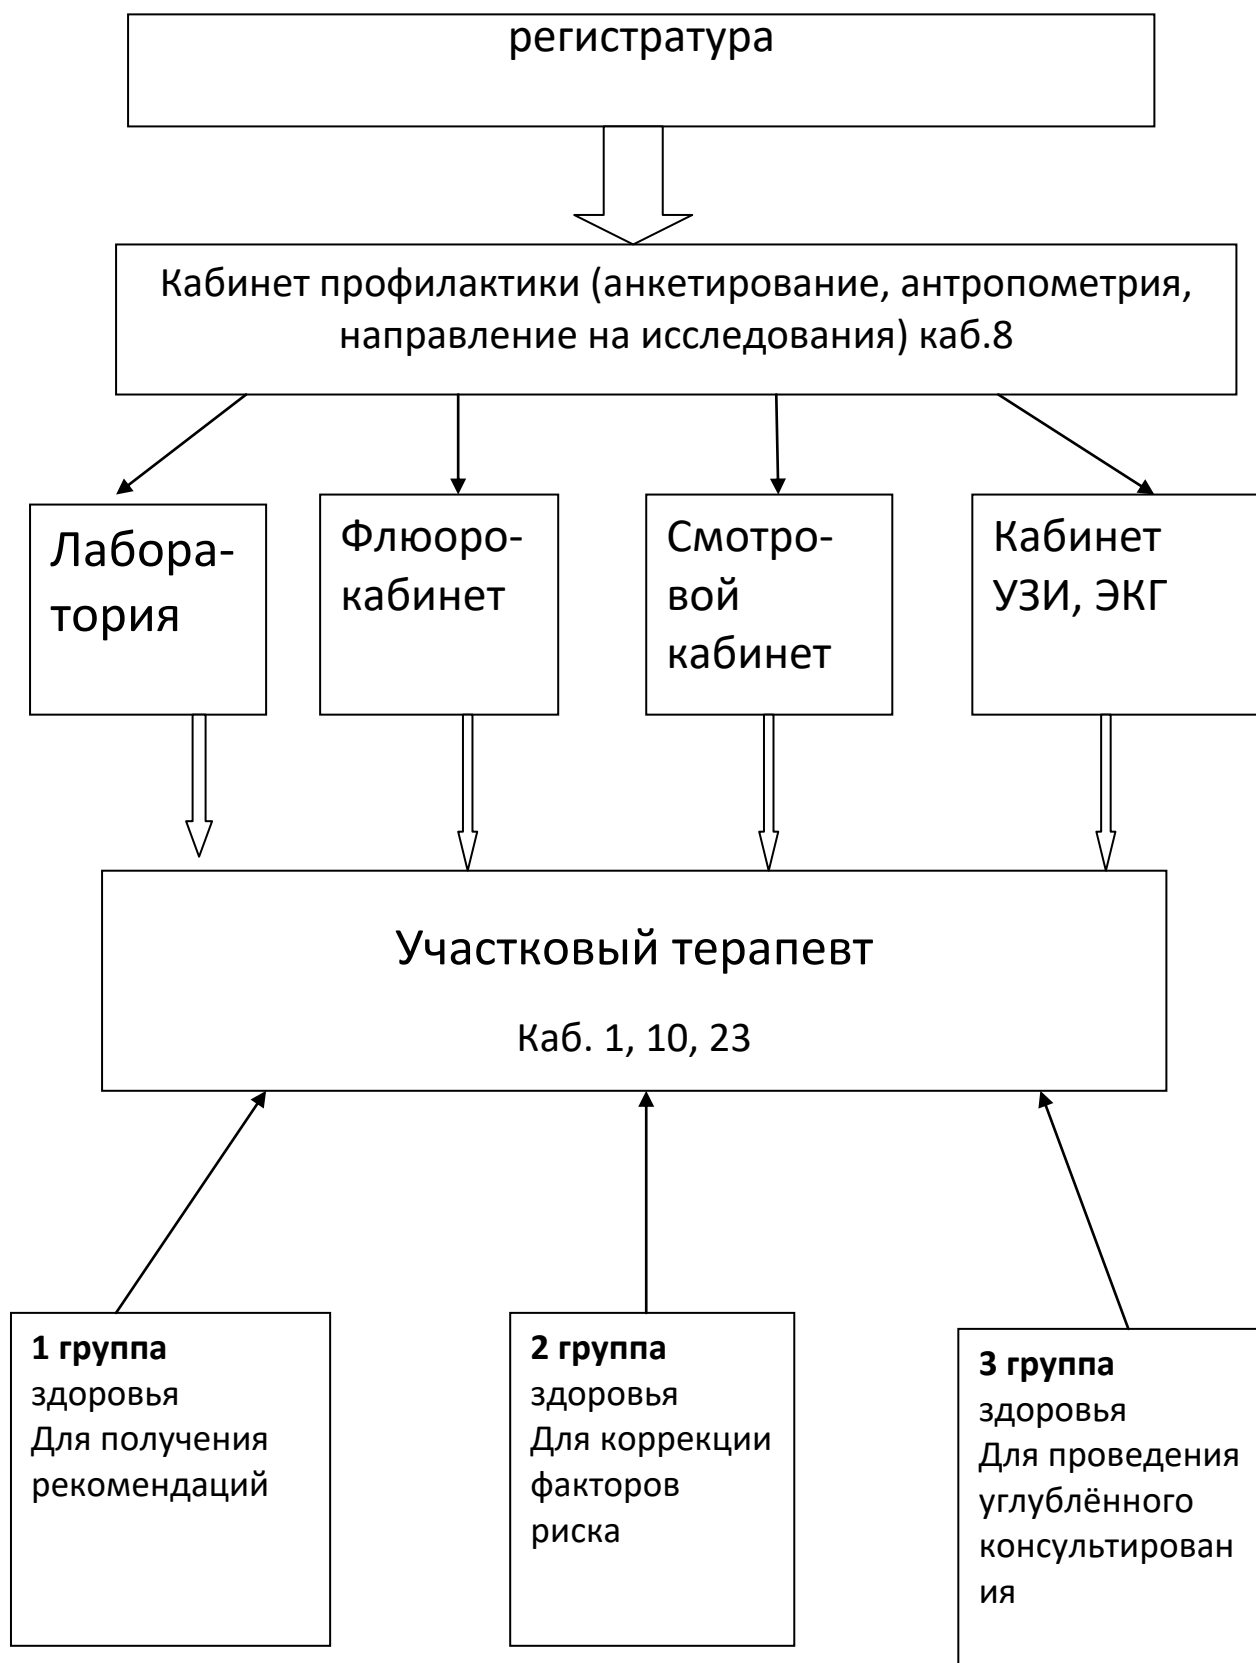 регистратура
Кабинет профилактики (анкетирование, антропометрия,
направление на исследования) каб.8
Лабора-
тория
Флюоро-
кабинет
Смотро-
вой
кабинет
Кабинет
УЗИ, ЭКГ
Участковый терапевт
Каб. 1, 10, 23
1 группа
здоровья
Для получения
рекомендаций
2 группа
здоровья
Для коррекции
факторов
риска
3 группа
здоровья
Для проведения
углублённого
консультирован
ия